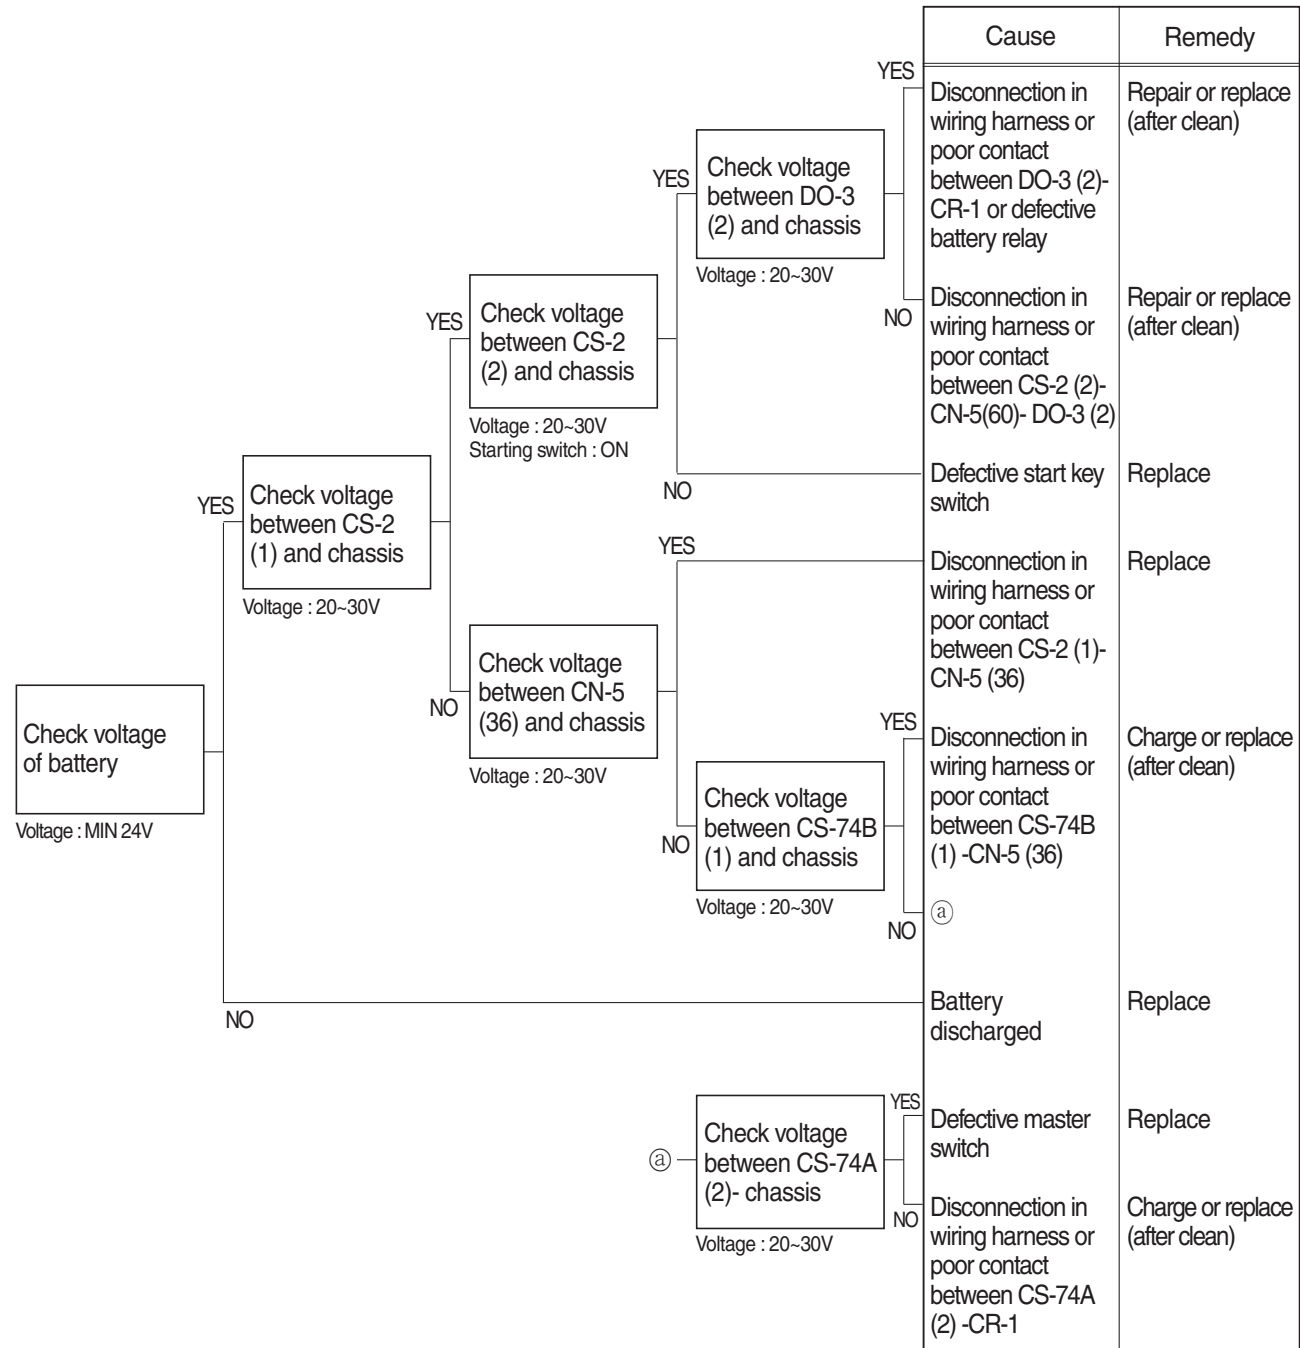 Cause
Remedy
YES
Disconnection in
wiring harness or
poor contact
between DO-3 (2)-
CR-1 or defective
battery relay
Repair or replace
(after clean)
YES
Check voltage
between DO-3
(2) and chassis
Voltage : 20~30V
NO
Disconnection in
wiring harness or
poor contact
between CS-2 (2)-
CN-5(60)- DO-3 (2)
Repair or replace
(after clean)
YES
Check voltage
between CS-2
(2) and chassis
Voltage : 20~30V
Starting switch : ON
NO
Defective start key
switch
Replace
YES
Check voltage
between CS-2
(1) and chassis
Voltage : 20~30V
YES
Disconnection in
wiring harness or
poor contact
between CS-2 (1)-
CN-5 (36)
Replace
NO
Check voltage
between CN-5
(36) and chassis
Voltage : 20~30V
Check voltage
of battery
Voltage : MIN 24V
YES
Disconnection in
wiring harness or
poor contact
between CS-74B
(1) -CN-5 (36)
Charge or replace
(after clean)
NO
Check voltage
between CS-74B
(1) and chassis
Voltage : 20~30V
NO
ⓐ
NO
Battery
discharged
Replace
ⓐ
Check voltage
between CS-74A
(2)- chassis
Voltage : 20~30V
YES
Defective master
switch
Replace
NO
Disconnection in
wiring harness or
poor contact
between CS-74A
(2) -CR-1
Charge or replace
(after clean)